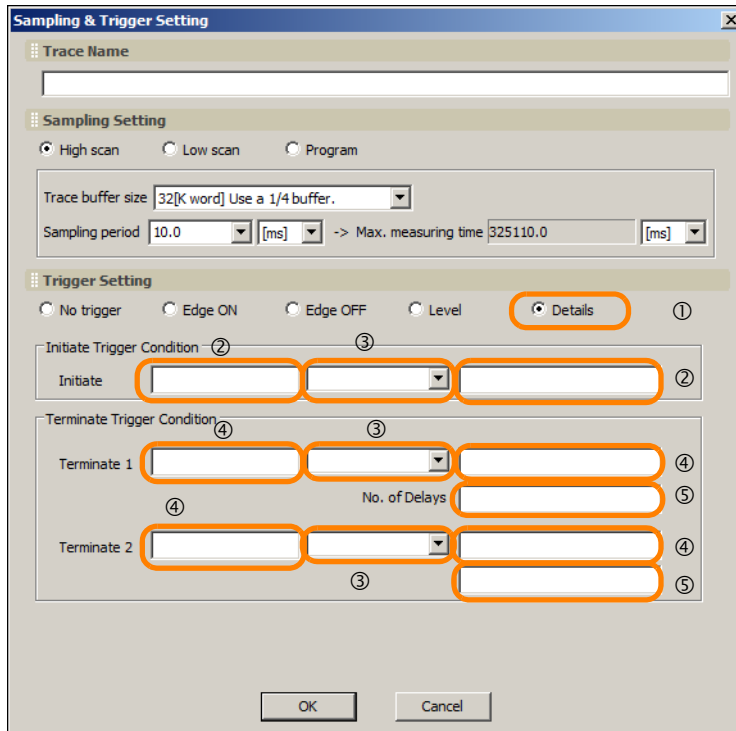 Sampling & Trigger Setting
Trace Name
Sampling Setting
High scan Low scan Program
Trace buffer size 32[K word] Use a 1/4 buffer.
Sampling period 10.0 [ms] -> Max. measuring time 325110.0 [ms]
Trigger Setting
No trigger Edge ON Edge OFF Level Details ①
Initiate Trigger Condition ② ③
Initiate ②
Terminate Trigger Condition
④ ③
Terminate 1 ④
No. of Delays ⑤
④
Terminate 2 ④
③ ⑤
OK Cancel